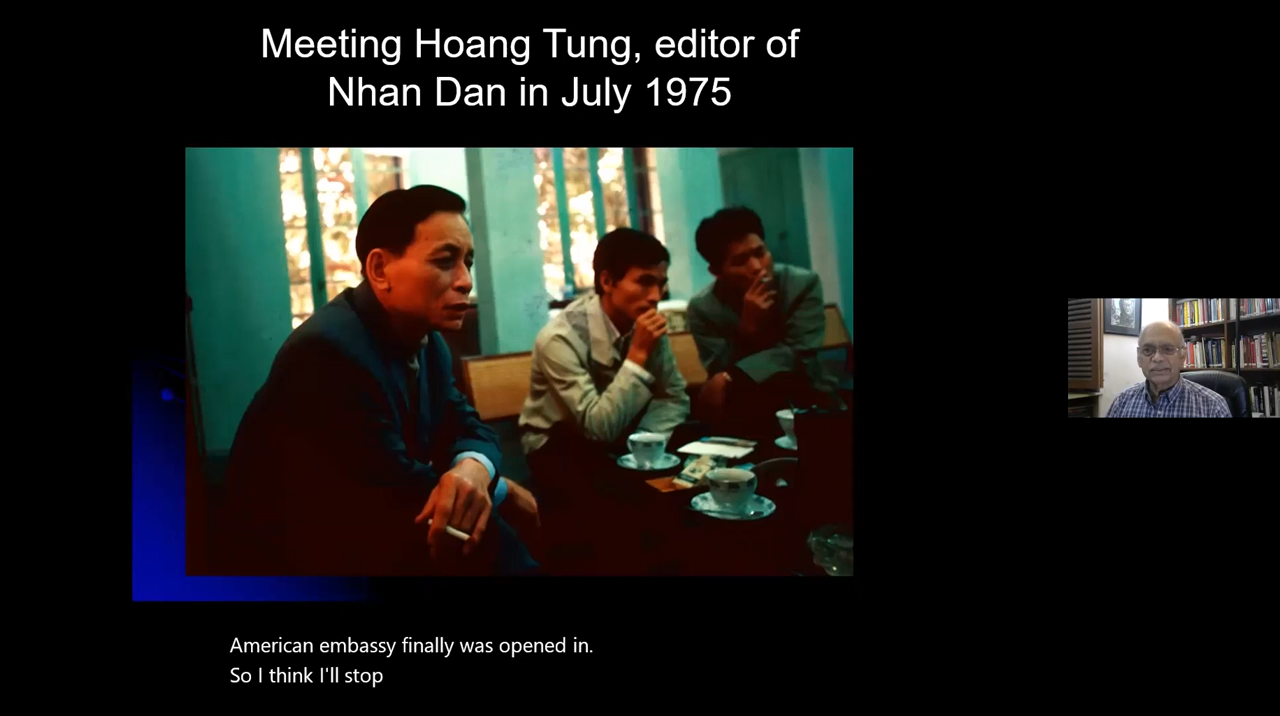 Meeting Hoang Tung, editor of
Nhan Dan in July 1975
American embassy finally was opened in.
So I think I'll stop